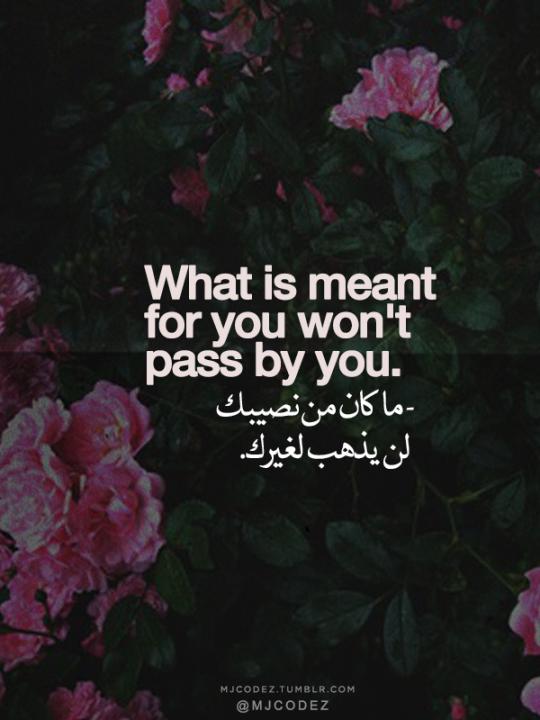 What is meant
for you won't
pass by you.
- ما كان من نصيبك
لن يذهب لغيرك.
MJCODEZ.TUMBLR.COM
@MJCODEZ